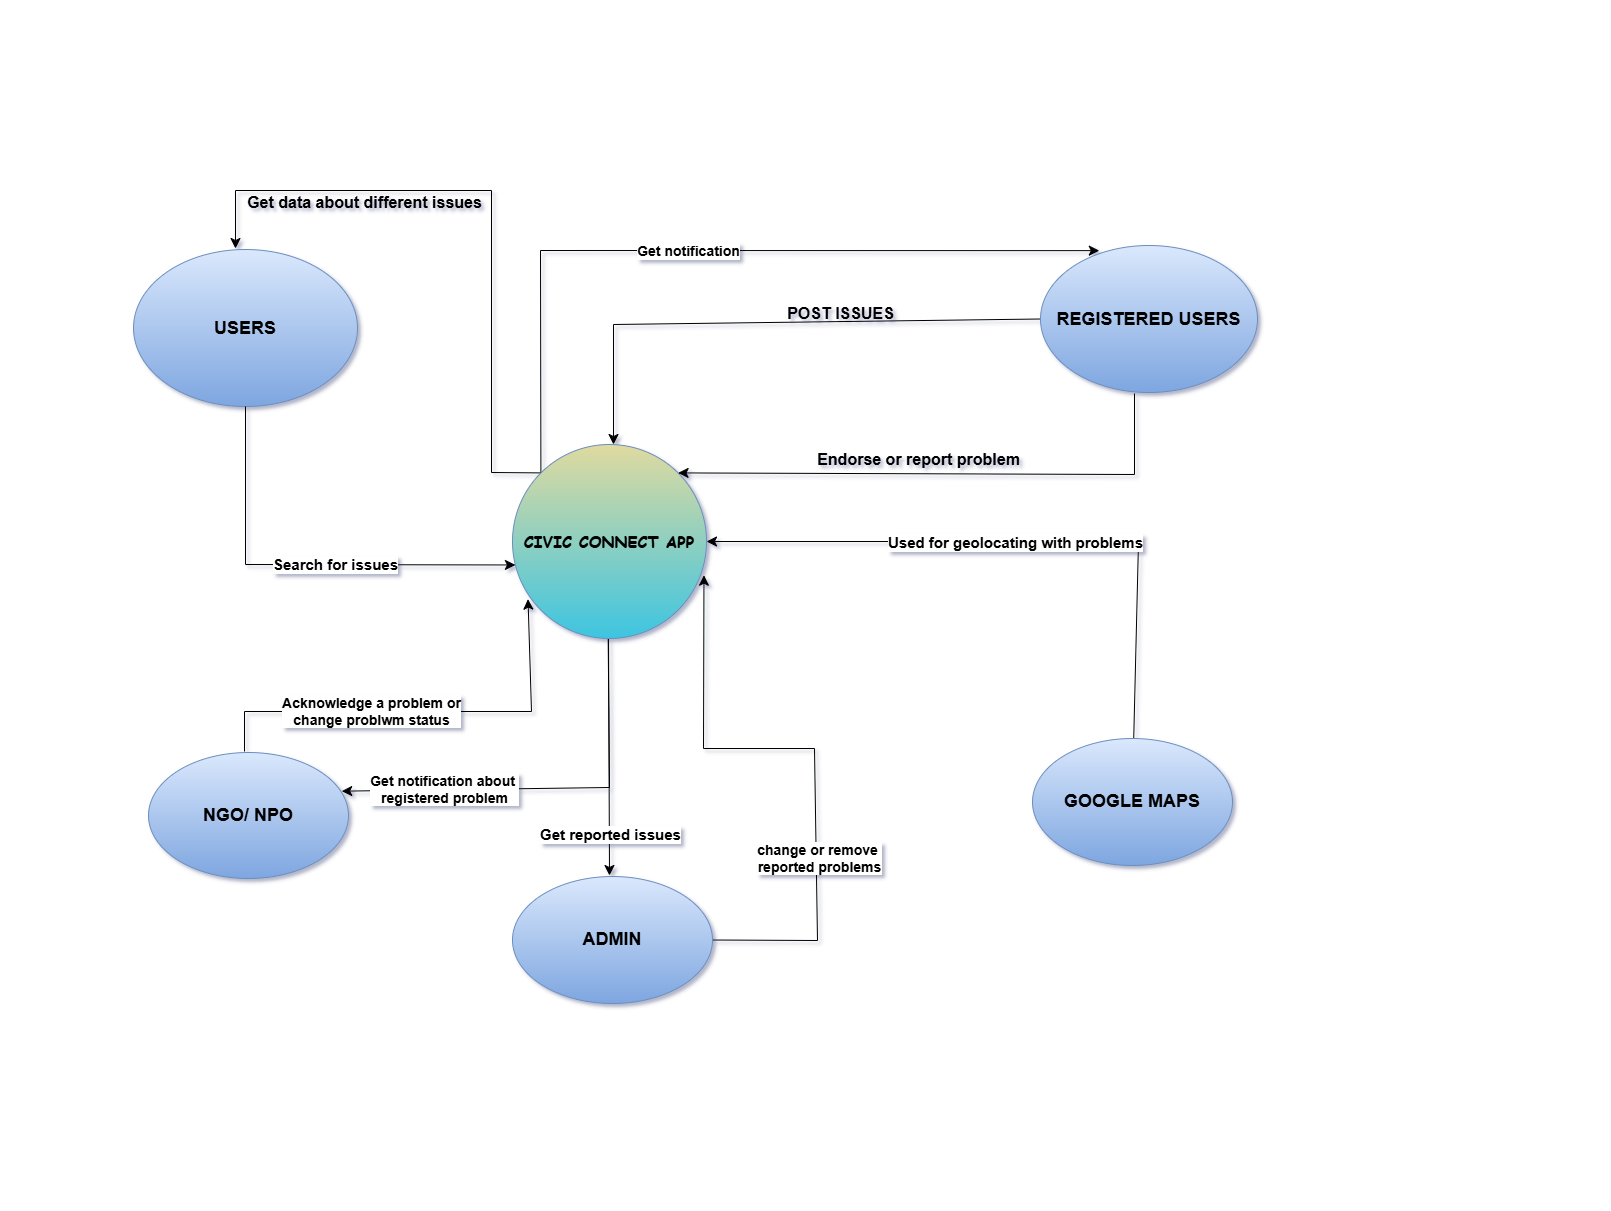 Get data about different issues
Get notification
POST ISSUES
USERS
REGISTERED USERS
Endorse or report problem
CIVIC CONNECT APP
Used for geolocating with problems
Search for issues
Acknowledge a problem or
change problwm status
Get notification about
registered problem
NGO/ NPO
GOOGLE MAPS
Get reported issues
change or remove
reported problems
ADMIN